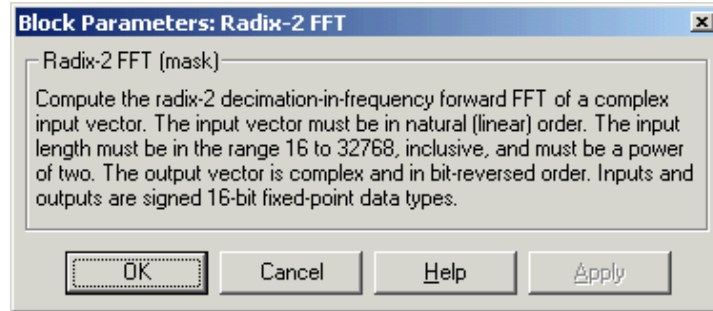 Block Parameters: Radix-2 FFT
Radix-2 FFT (mask)
Compute the radix-2 decimation-in-frequency forward FFT of a complex
input vector. The input vector must be in natural (linear) order. The input
length must be in the range 16 to 32768, inclusive, and must be a power
of two. The output vector is complex and in bit-reversed order. Inputs and
outputs are signed 16-bit fixed-point data types.
OK Cancel Help Apply